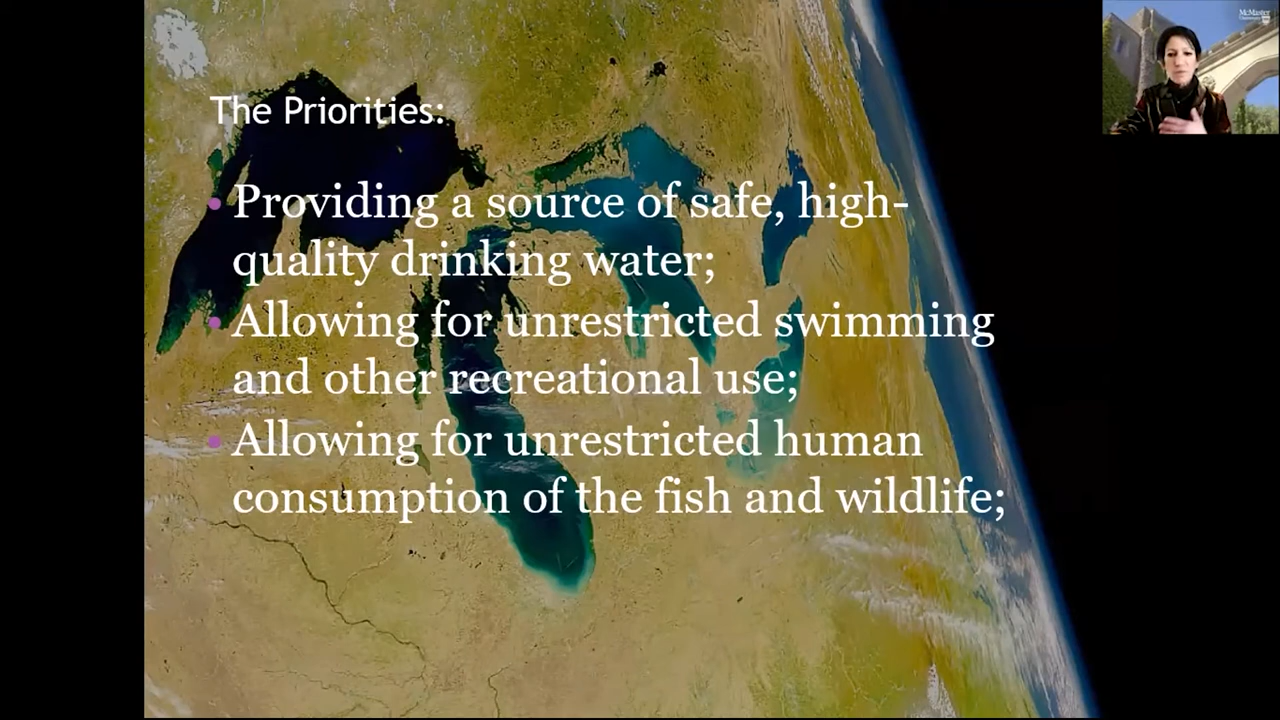 The Priorities:
• Providing a source of safe, high-
quality drinking water;
• Allowing for unrestricted swimming
and other recreational use;
• Allowing for unrestricted human
consumption of the fish and wildlife;
McMaster